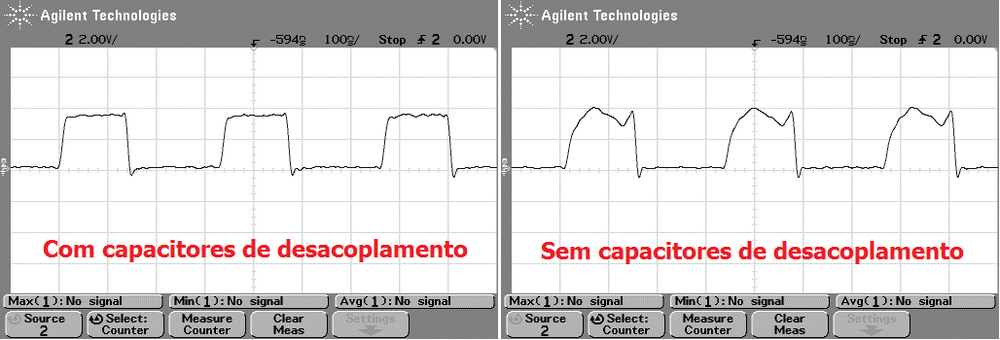 Agilent Technologies
2 2.00V/ -594ns 100ns/ Stop 2 0.00V
Com capacitores de desacoplamento
Max(1): No signal Min(1): No signal Avg(1): No signal
Source 2 Select: Counter Measure Counter Clear Meas Settings
Agilent Technologies
2 2.00V/ -594ns 100ns/ Stop 2 0.00V
Sem capacitores de desacoplamento
Max(1): No signal Min(1): No signal Avg(1): No signal
Source 2 Select: Counter Measure Counter Clear Meas Settings